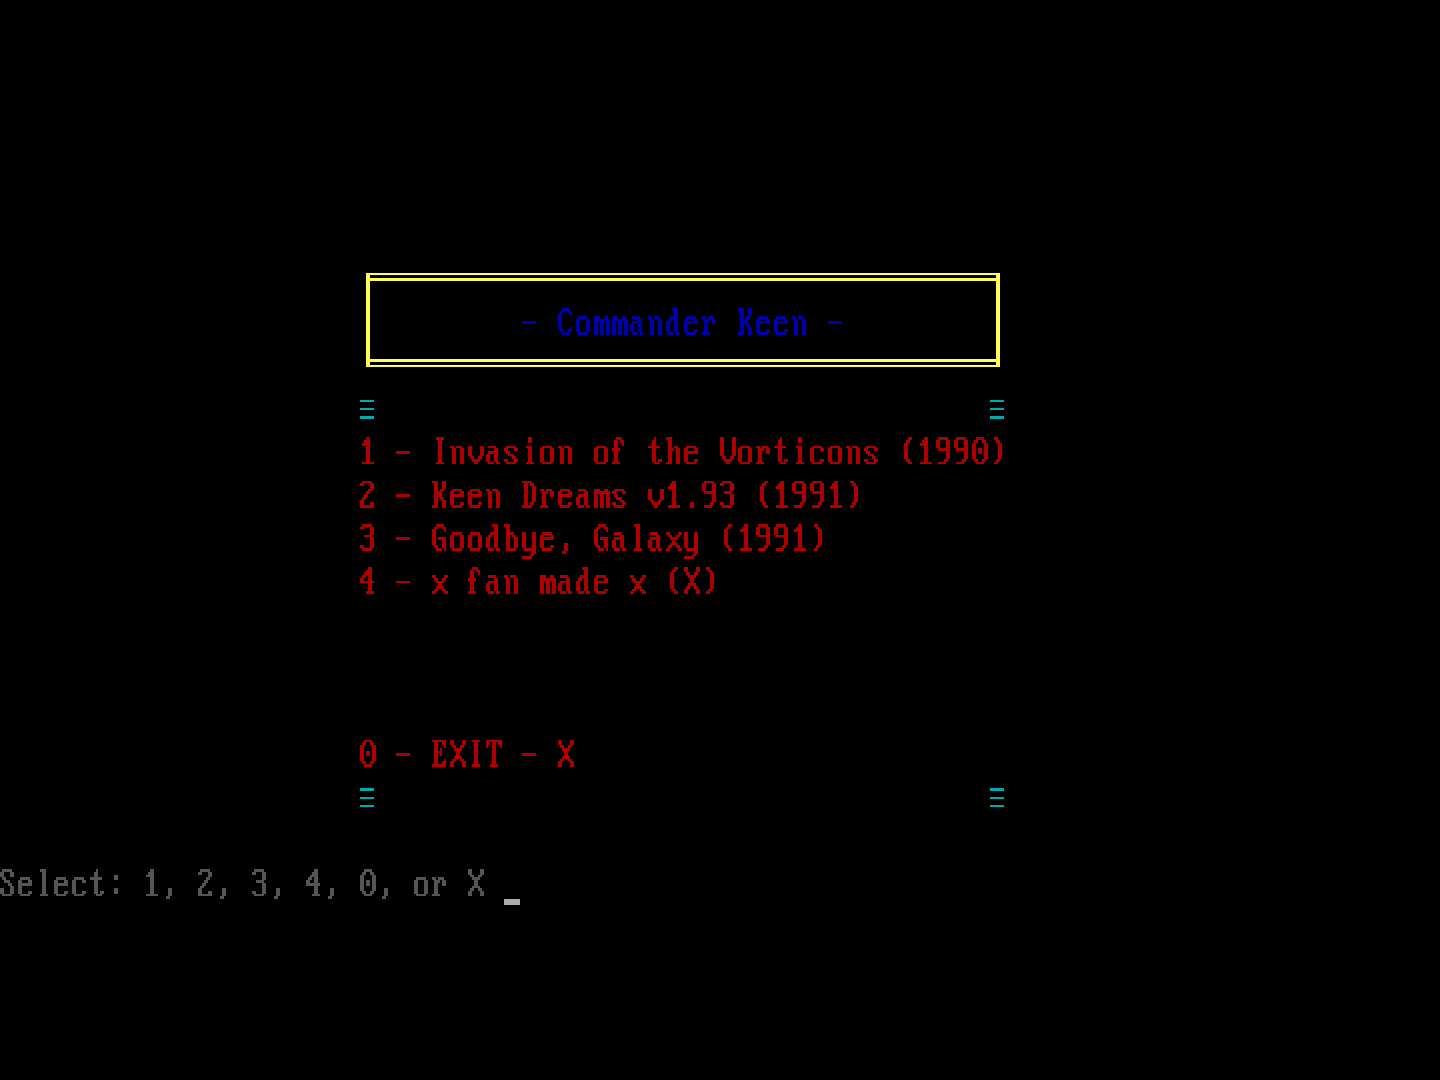 - Commander Keen -
≡ ≡
1 - Invasion of the Vorticons (1990)
2 - Keen Dreams v1.93 (1991)
3 - Goodbye, Galaxy (1991)
4 - x fan made x (X)
0 - EXIT - X
≡ ≡
Select: 1, 2, 3, 4, 0, or X _